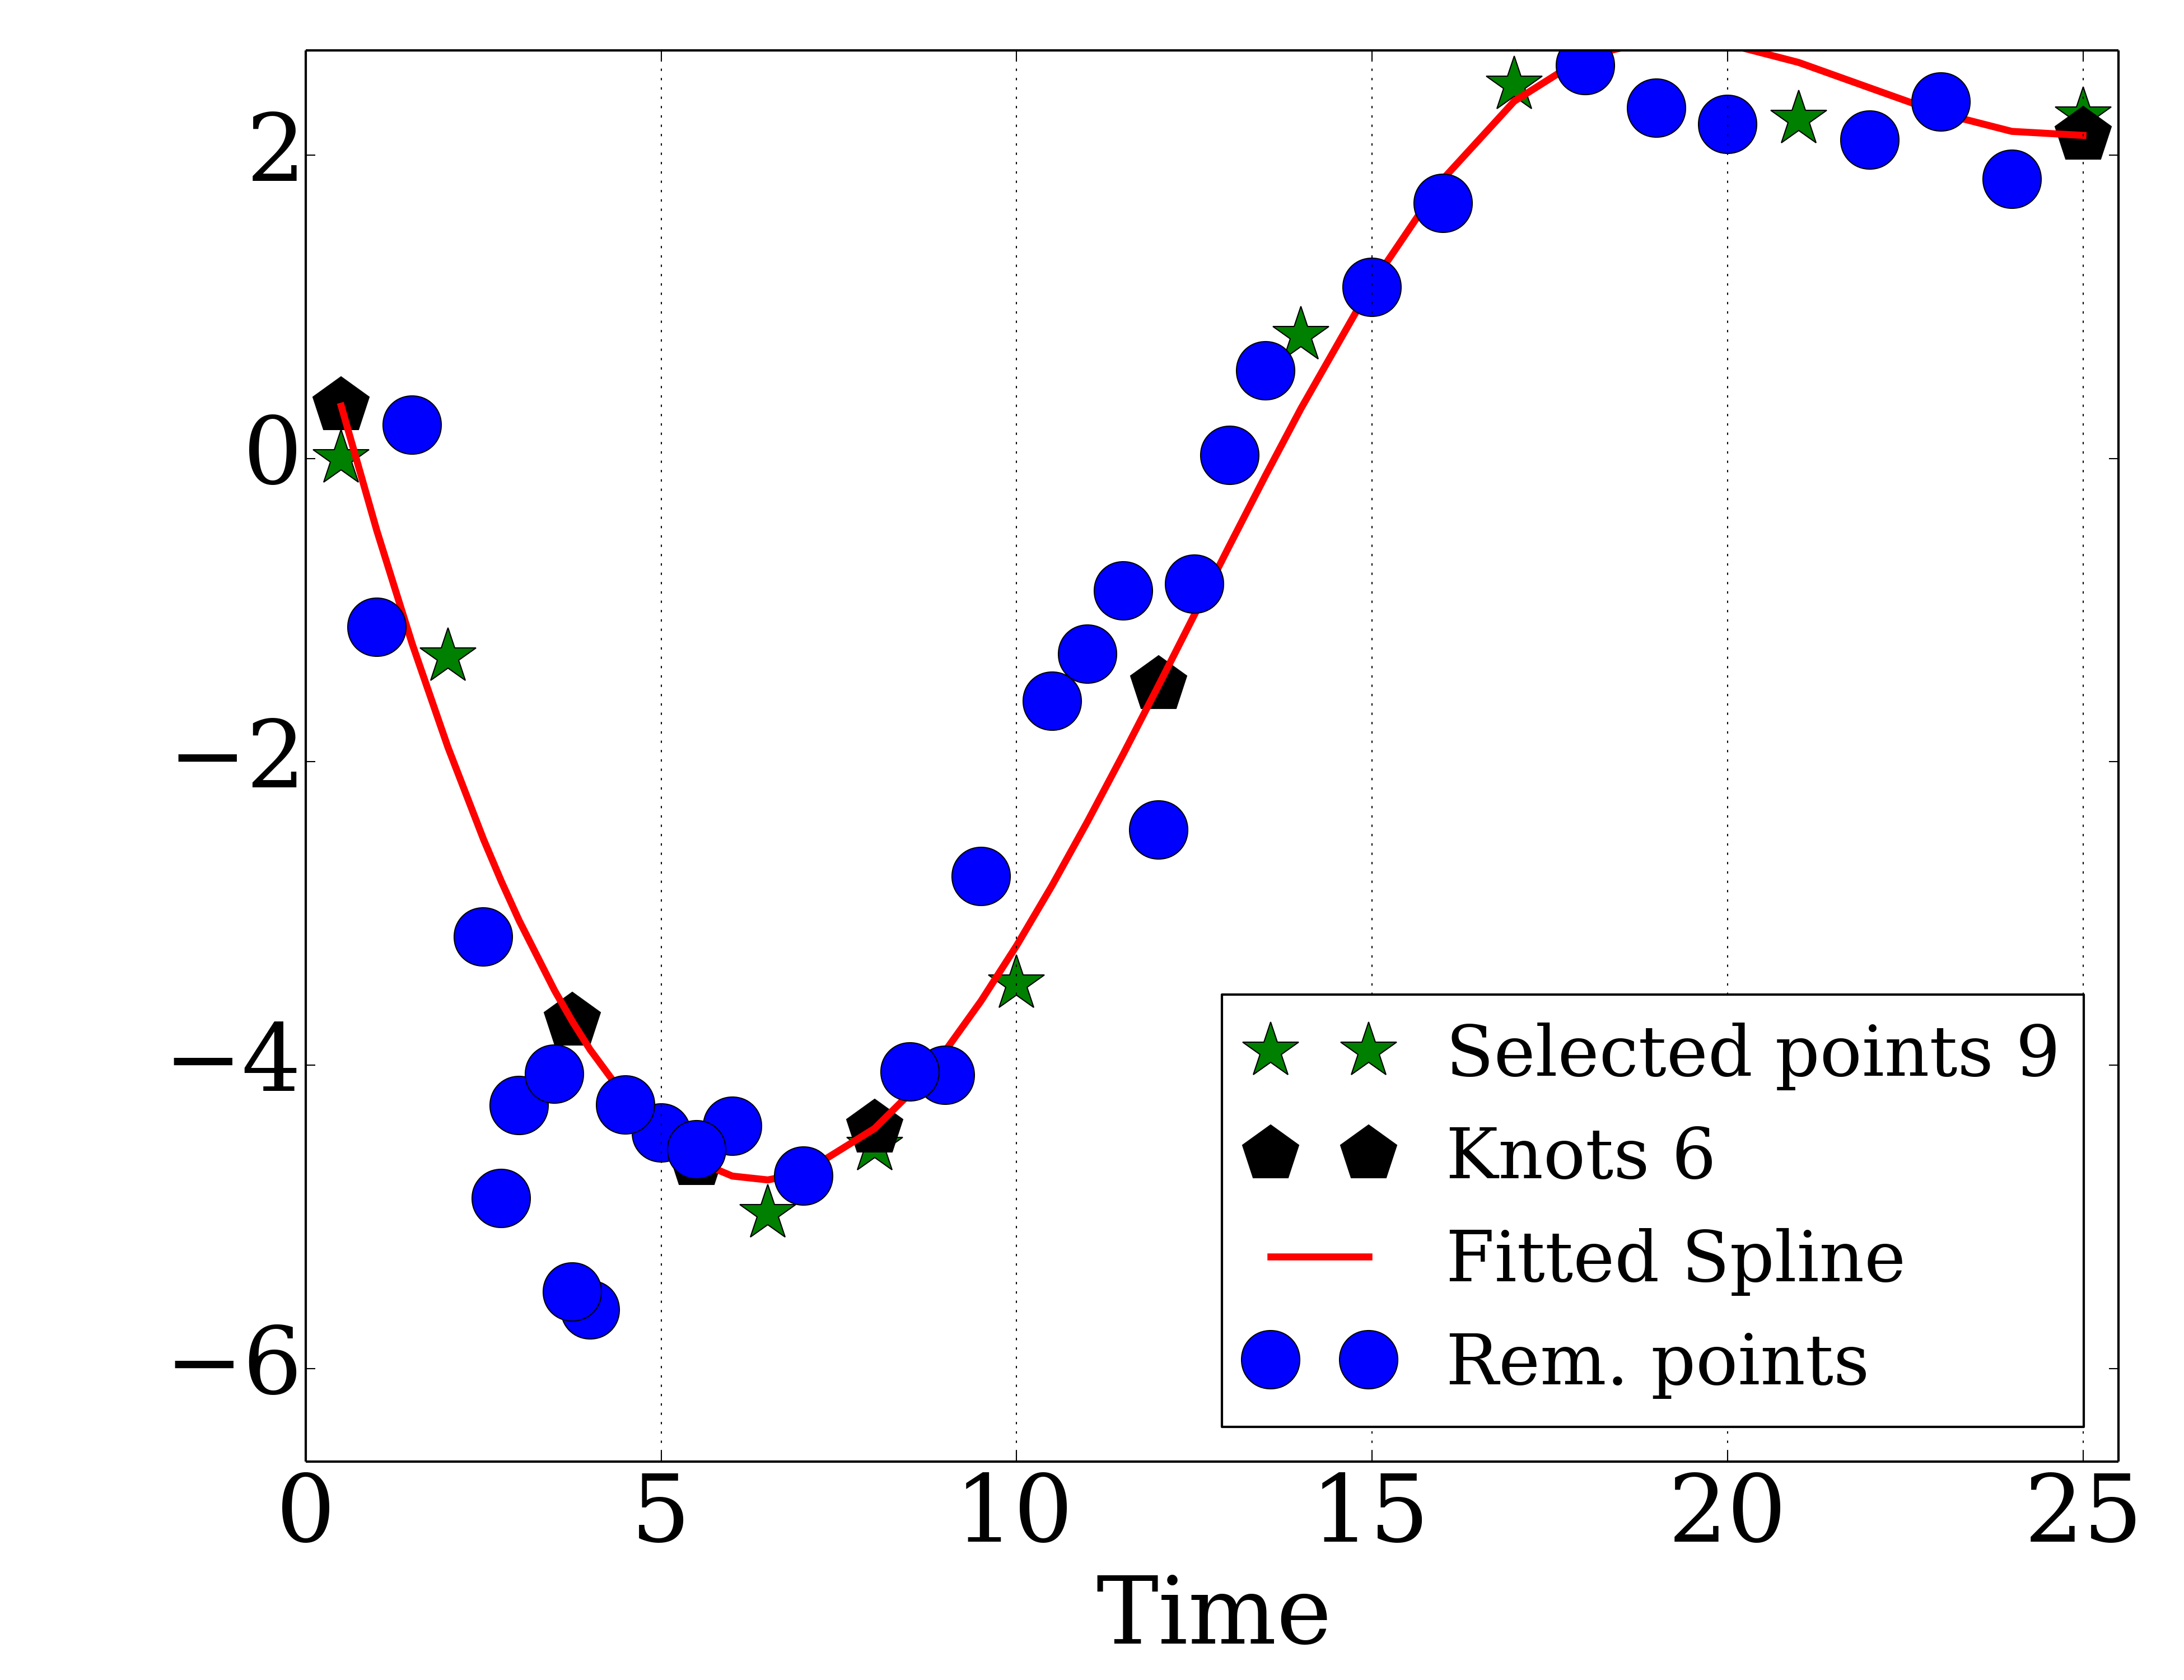 2
0
−2
−4
−6
0 5 10 15 20 25
Time
Selected points 9
Knots 6
Fitted Spline
Rem. points